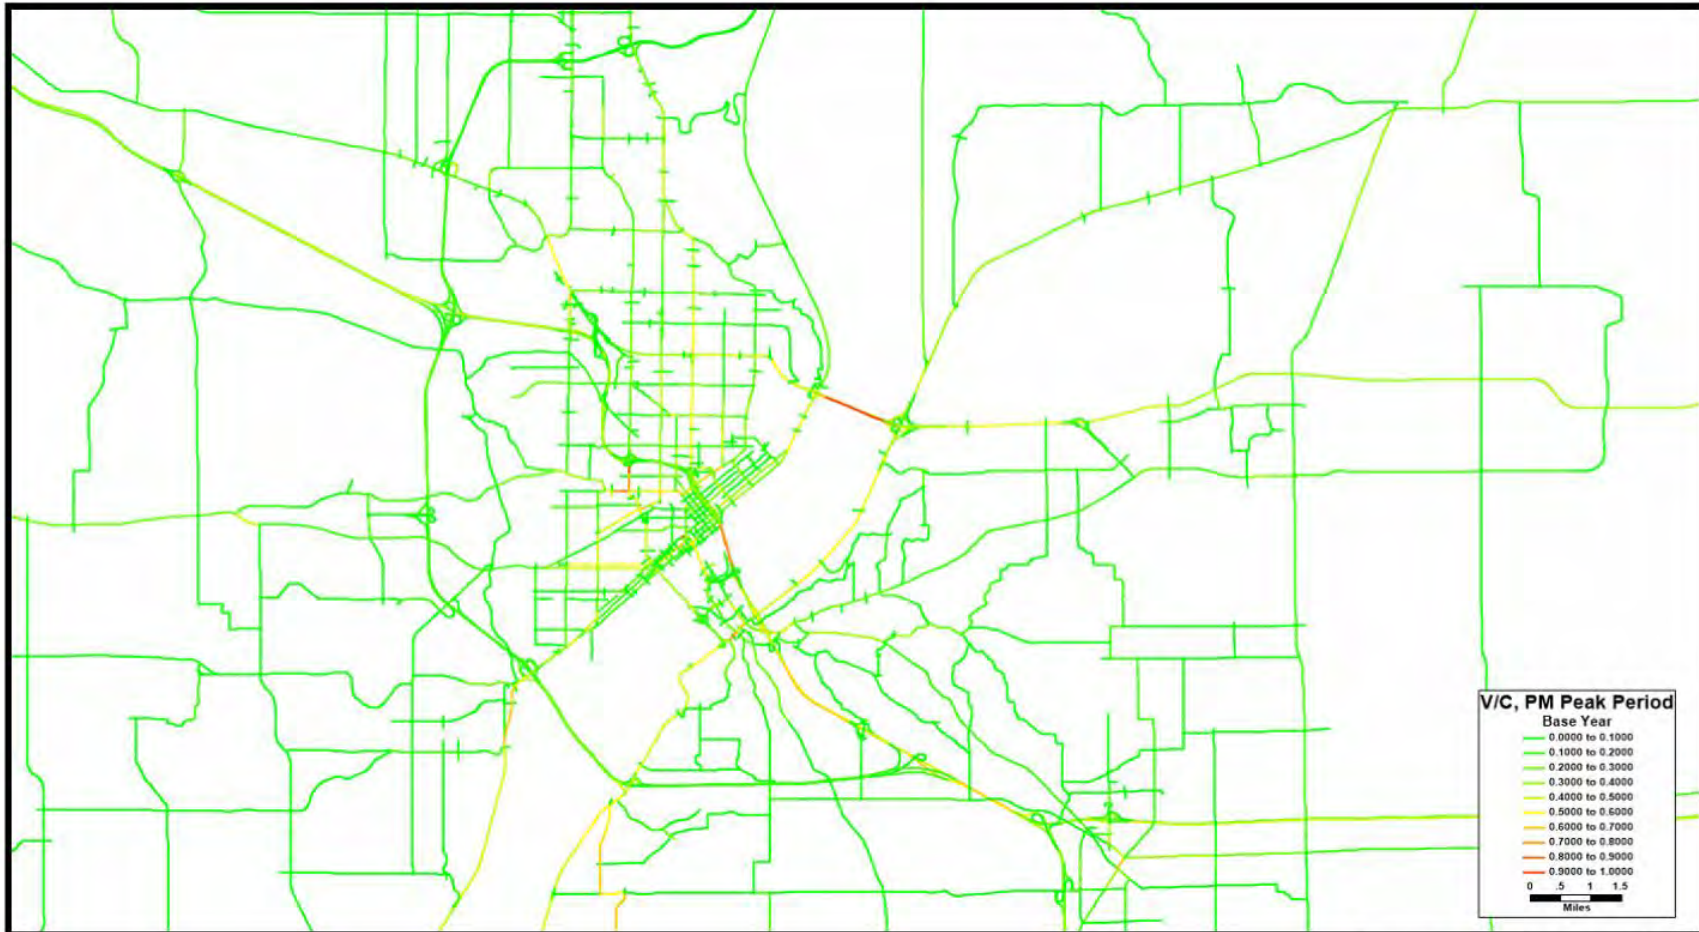 V/C, PM Peak Period
Base Year
0.0000 to 0.1000
0.1000 to 0.2000
0.2000 to 0.3000
0.3000 to 0.4000
0.4000 to 0.5000
0.5000 to 0.6000
0.6000 to 0.7000
0.7000 to 0.8000
0.8000 to 0.9000
0.9000 to 1.0000
0 .5 1 1.5
Miles